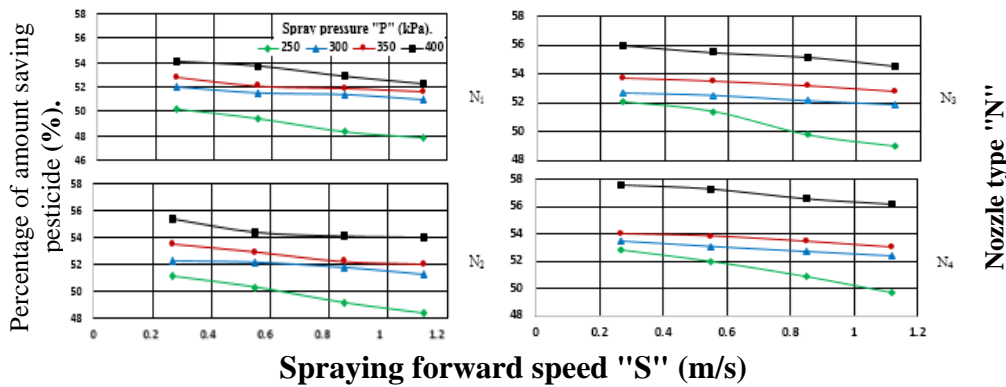 Percentage of amount saving
pesticide (%).
58
56
54
52
50
48
46
Spray pressure "P" (kPa).
250 300 350 400
N1
58
56
54
52
50
48
N3
58
56
54
52
50
48
0 0.2 0.4 0.6 0.8 1 1.2
N2
58
56
54
52
50
48
0 0.2 0.4 0.6 0.8 1 1.2
N4
Nozzle type "N"
Spraying forward speed "S" (m/s)